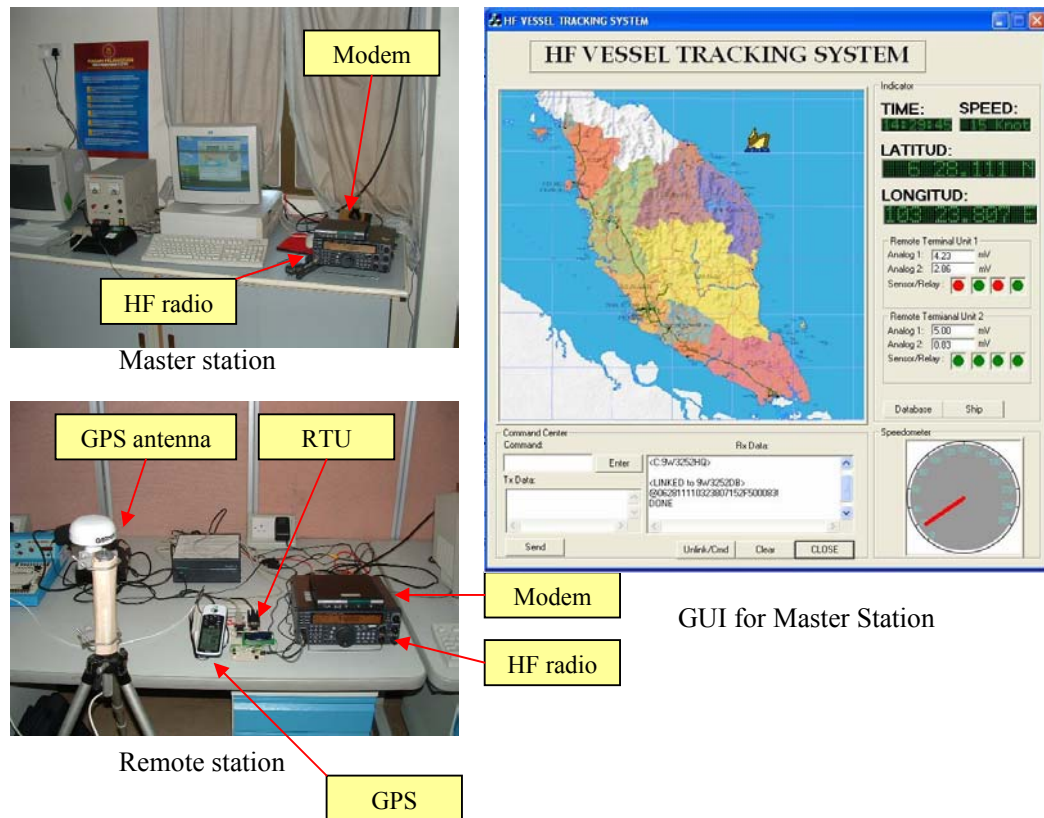 Modem
HF radio
Master station
GPS antenna
RTU
Modem
HF radio
Remote station
GPS
HF VESSEL TRACKING SYSTEM
HF VESSEL TRACKING SYSTEM
Indicator
TIME: SPEED:
14:29:45 15 Knot
LATITUD:
6 28.111 N
LONGITUD:
103 23.807 E
Remote Terminal Unit 1
Analog 1: 4.23 mV
Analog 2: 2.06 mV
Sensor/Relay :
Remote Temianal Unit 2
Analog 1: 5.00 mV
Analog 2: 0.83 mV
Sensor/Relay :
Database Ship
Command Center
Command:
Enter
Tx Data:
Send
Rx Data:
<C:9W3252HQ>
<LINKED to 9W3252DB>
DONE
Unlink/Cmd Clear CLOSE
Speedometer
GUI for Master Station